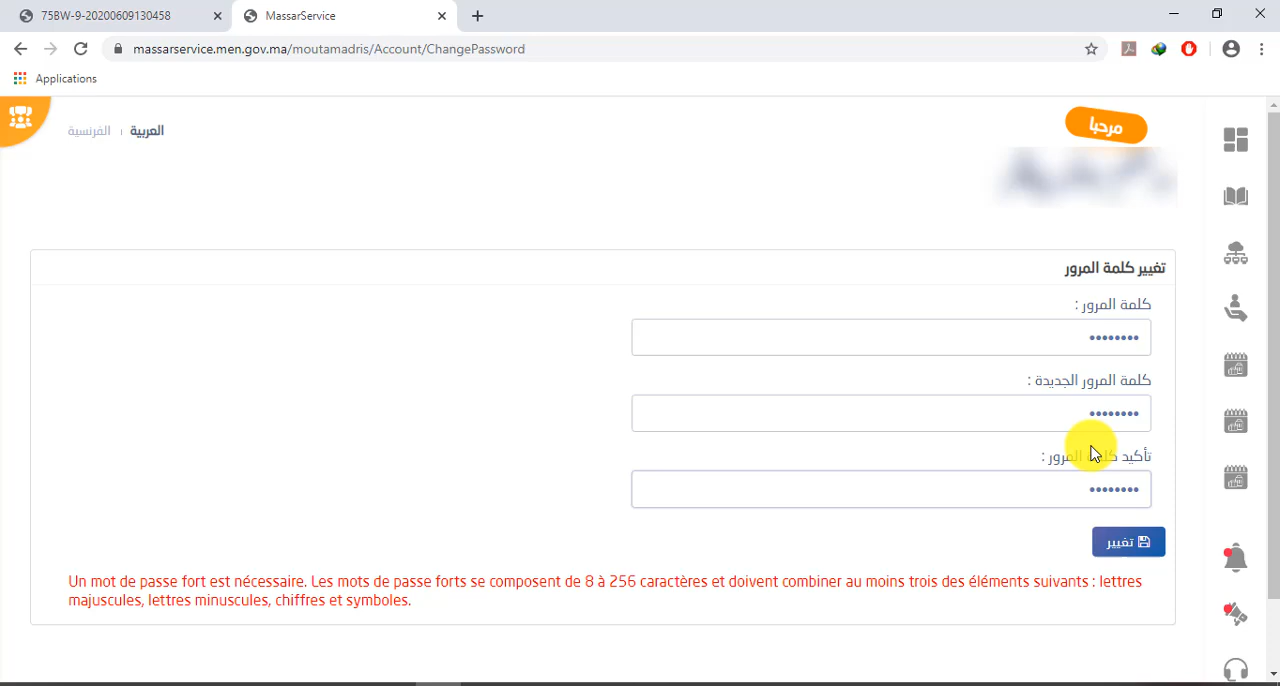 75BW-9-20200609130458
MassarService
massarservice.men.gov.ma/moutamadris/Account/ChangePassword
Applications
العربية
الفرنسية
مرحبا
تغيير كلمة المرور
كلمة المرور :
كلمة المرور الجديدة :
تأكيد كلمة المرور :
تغيير
Un mot de passe fort est nécessaire. Les mots de passe forts se composent de 8 à 256 caractères et doivent combiner au moins trois des éléments suivants : lettres
majuscules, lettres minuscules, chiffres et symboles.